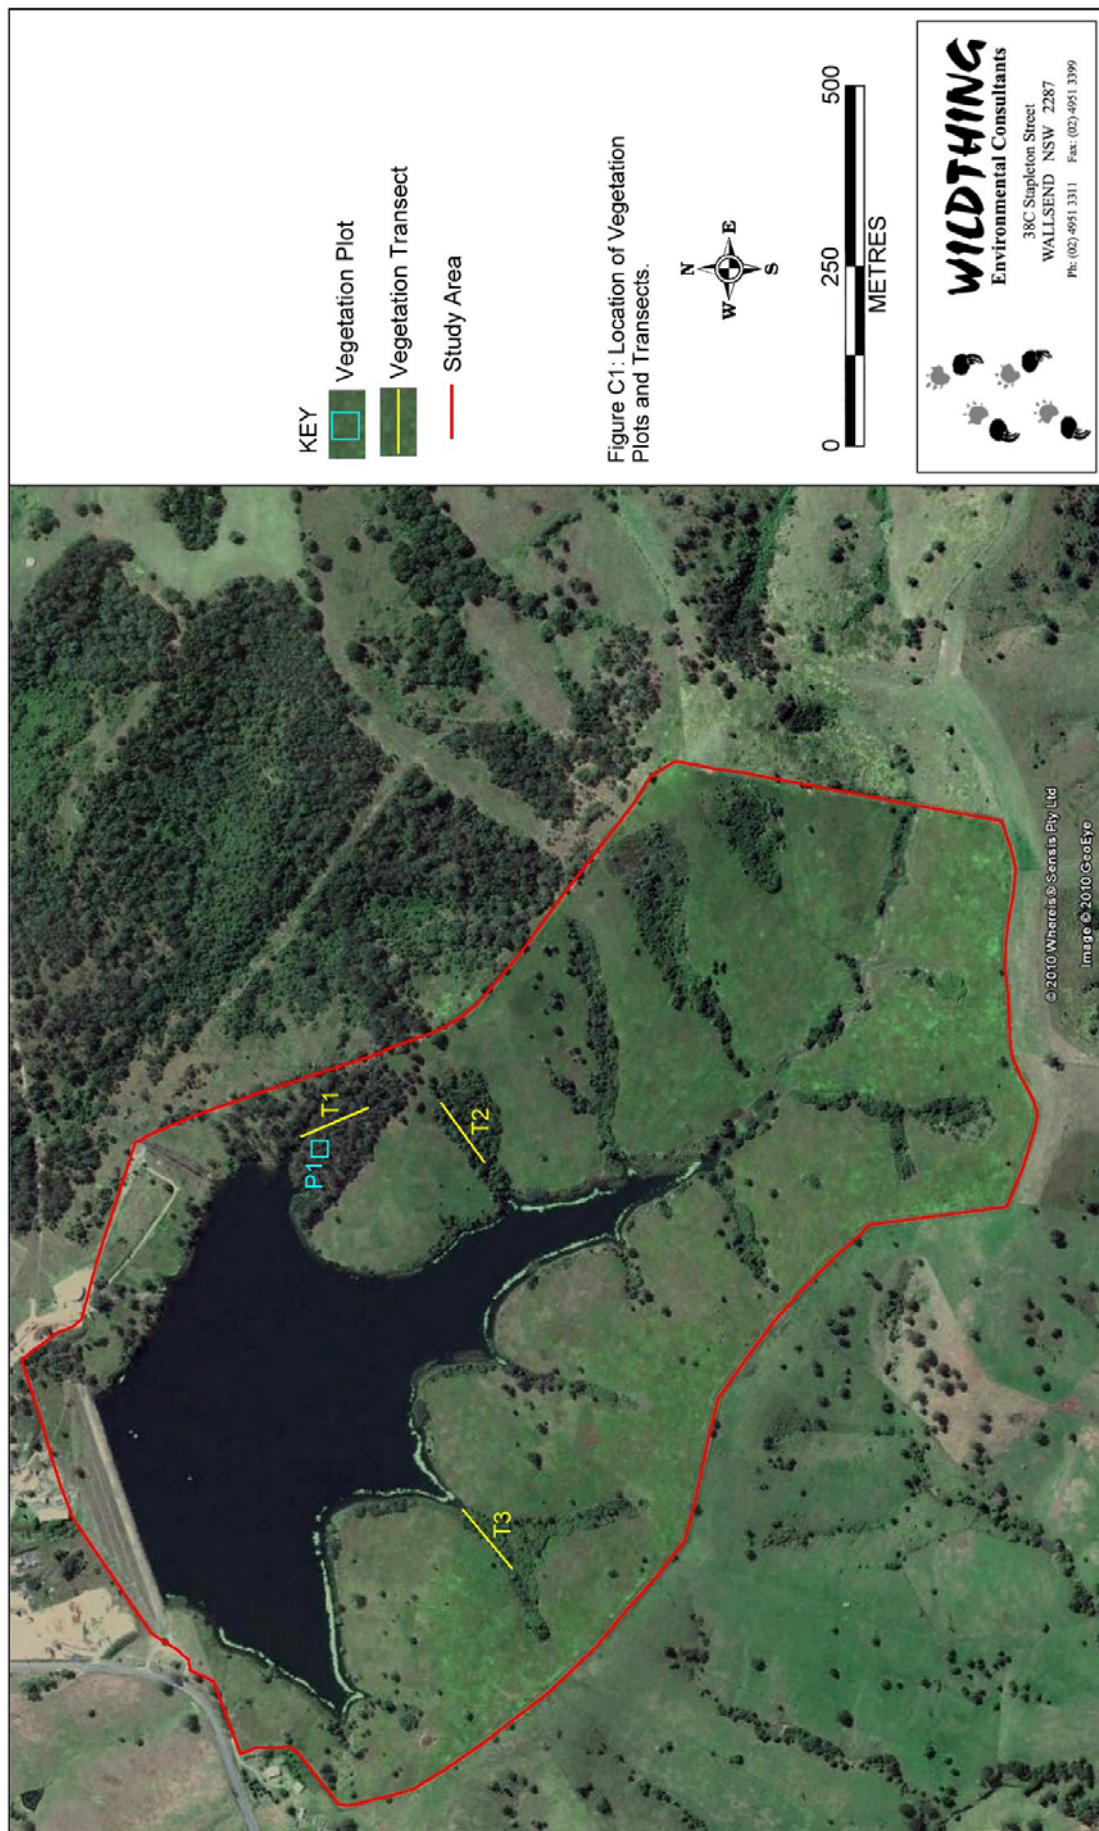 KEY
Vegetation Plot
Vegetation Transect
Study Area
Figure C1: Location of Vegetation
Plots and Transects.
N
W
E
S
0
250
500
METRES
WILDTHING
Environmental Consultants
38C Stapleton Street
WALLSEND NSW 2287
Ph: (02) 4951 3311 Fax: (02) 4951 3399
P1
T1
T2
T3
© 2010 Whereis® Sensis Pty Ltd
Image © 2010 GeoEye